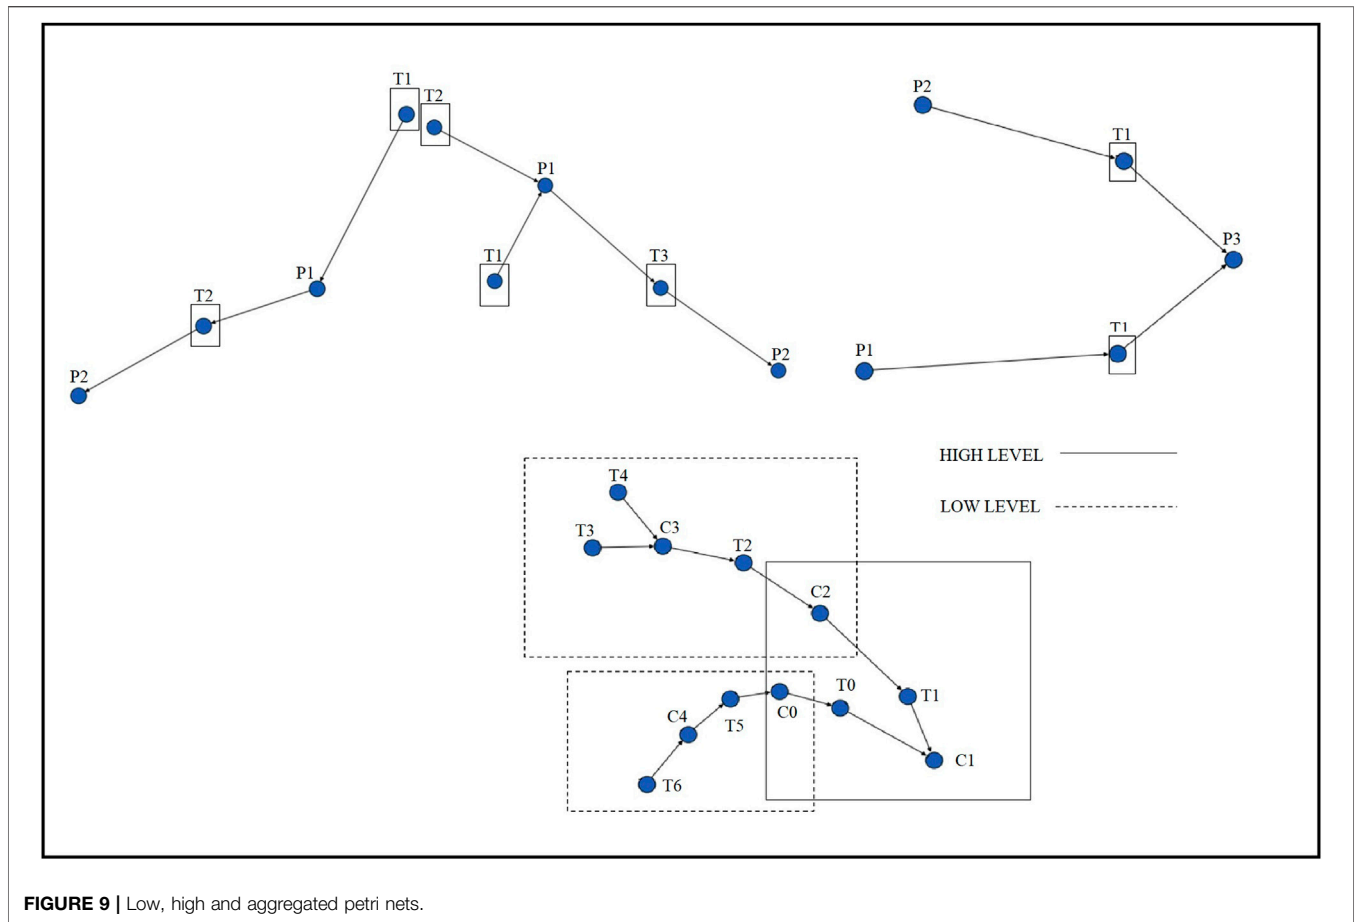 T1
T2
P1
T1
T3
P1
T2
P2
P2
P2
T1
P3
T1
P1
HIGH LEVEL
LOW LEVEL
T4
T3
C3
T2
C2
T0
T1
C0
C4
T5
C1
T6
FIGURE 9 | Low, high and aggregated petri nets.